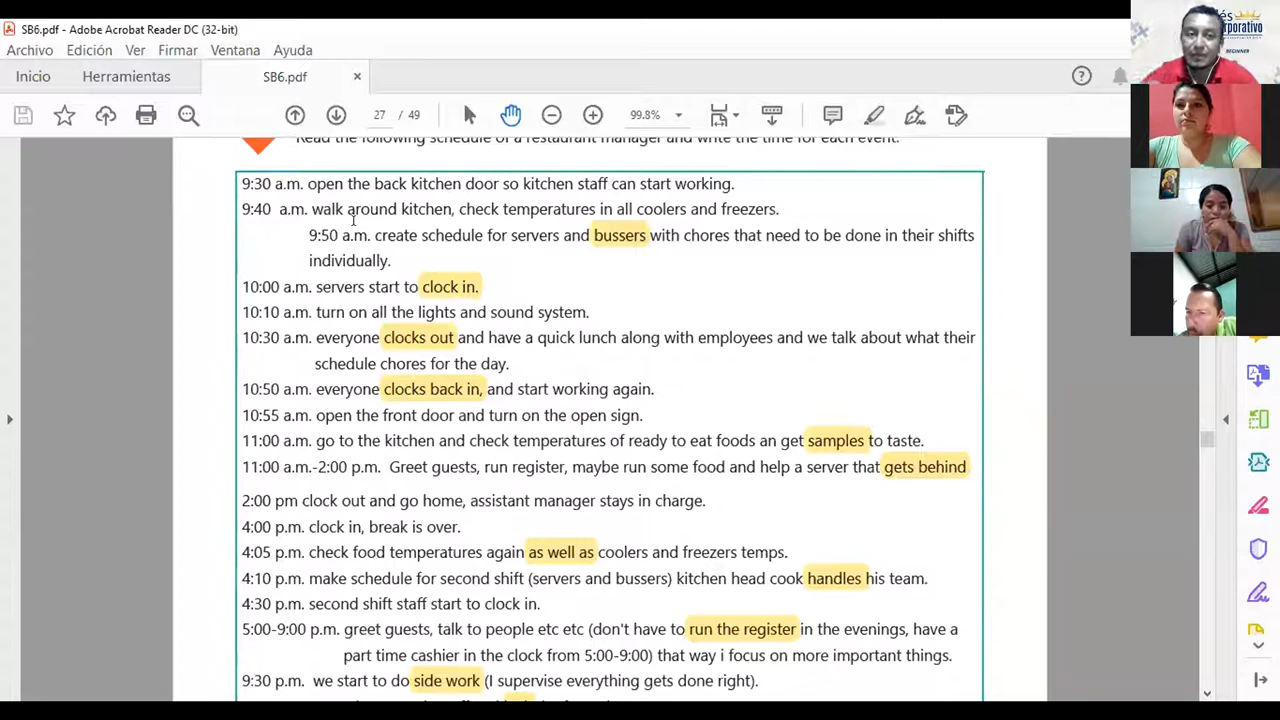 SB6.pdf - Adobe Acrobat Reader DC (32-bit)
Archivo Edición Ver Firmar Ventana Ayuda
Inicio Herramientas SB6.pdf ×
27 / 49 99.8%
Read the following schedule of a restaurant manager and write the time for each event.
9:30 a.m. open the back kitchen door so kitchen staff can start working.
9:40 a.m. walk around kitchen, check temperatures in all coolers and freezers.
9:50 a.m. create schedule for servers and bussers with chores that need to be done in their shifts
individually.
10:00 a.m. servers start to clock in.
10:10 a.m. turn on all the lights and sound system.
10:30 a.m. everyone clocks out and have a quick lunch along with employees and we talk about what their
schedule chores for the day.
10:50 a.m. everyone clocks back in, and start working again.
10:55 a.m. open the front door and turn on the open sign.
11:00 a.m. go to the kitchen and check temperatures of ready to eat foods an get samples to taste.
11:00 a.m.-2:00 p.m. Greet guests, run register, maybe run some food and help a server that gets behind
2:00 pm clock out and go home, assistant manager stays in charge.
4:00 p.m. clock in, break is over.
4:05 p.m. check food temperatures again as well as coolers and freezers temps.
4:10 p.m. make schedule for second shift (servers and bussers) kitchen head cook handles his team.
4:30 p.m. second shift staff start to clock in.
5:00-9:00 p.m. greet guests, talk to people etc etc (don't have to run the register in the evenings, have a
part time cashier in the clock from 5:00-9:00) that way i focus on more important things.
9:30 p.m. we start to do side work (I supervise everything gets done right).
és
orporativo
BEGINNER